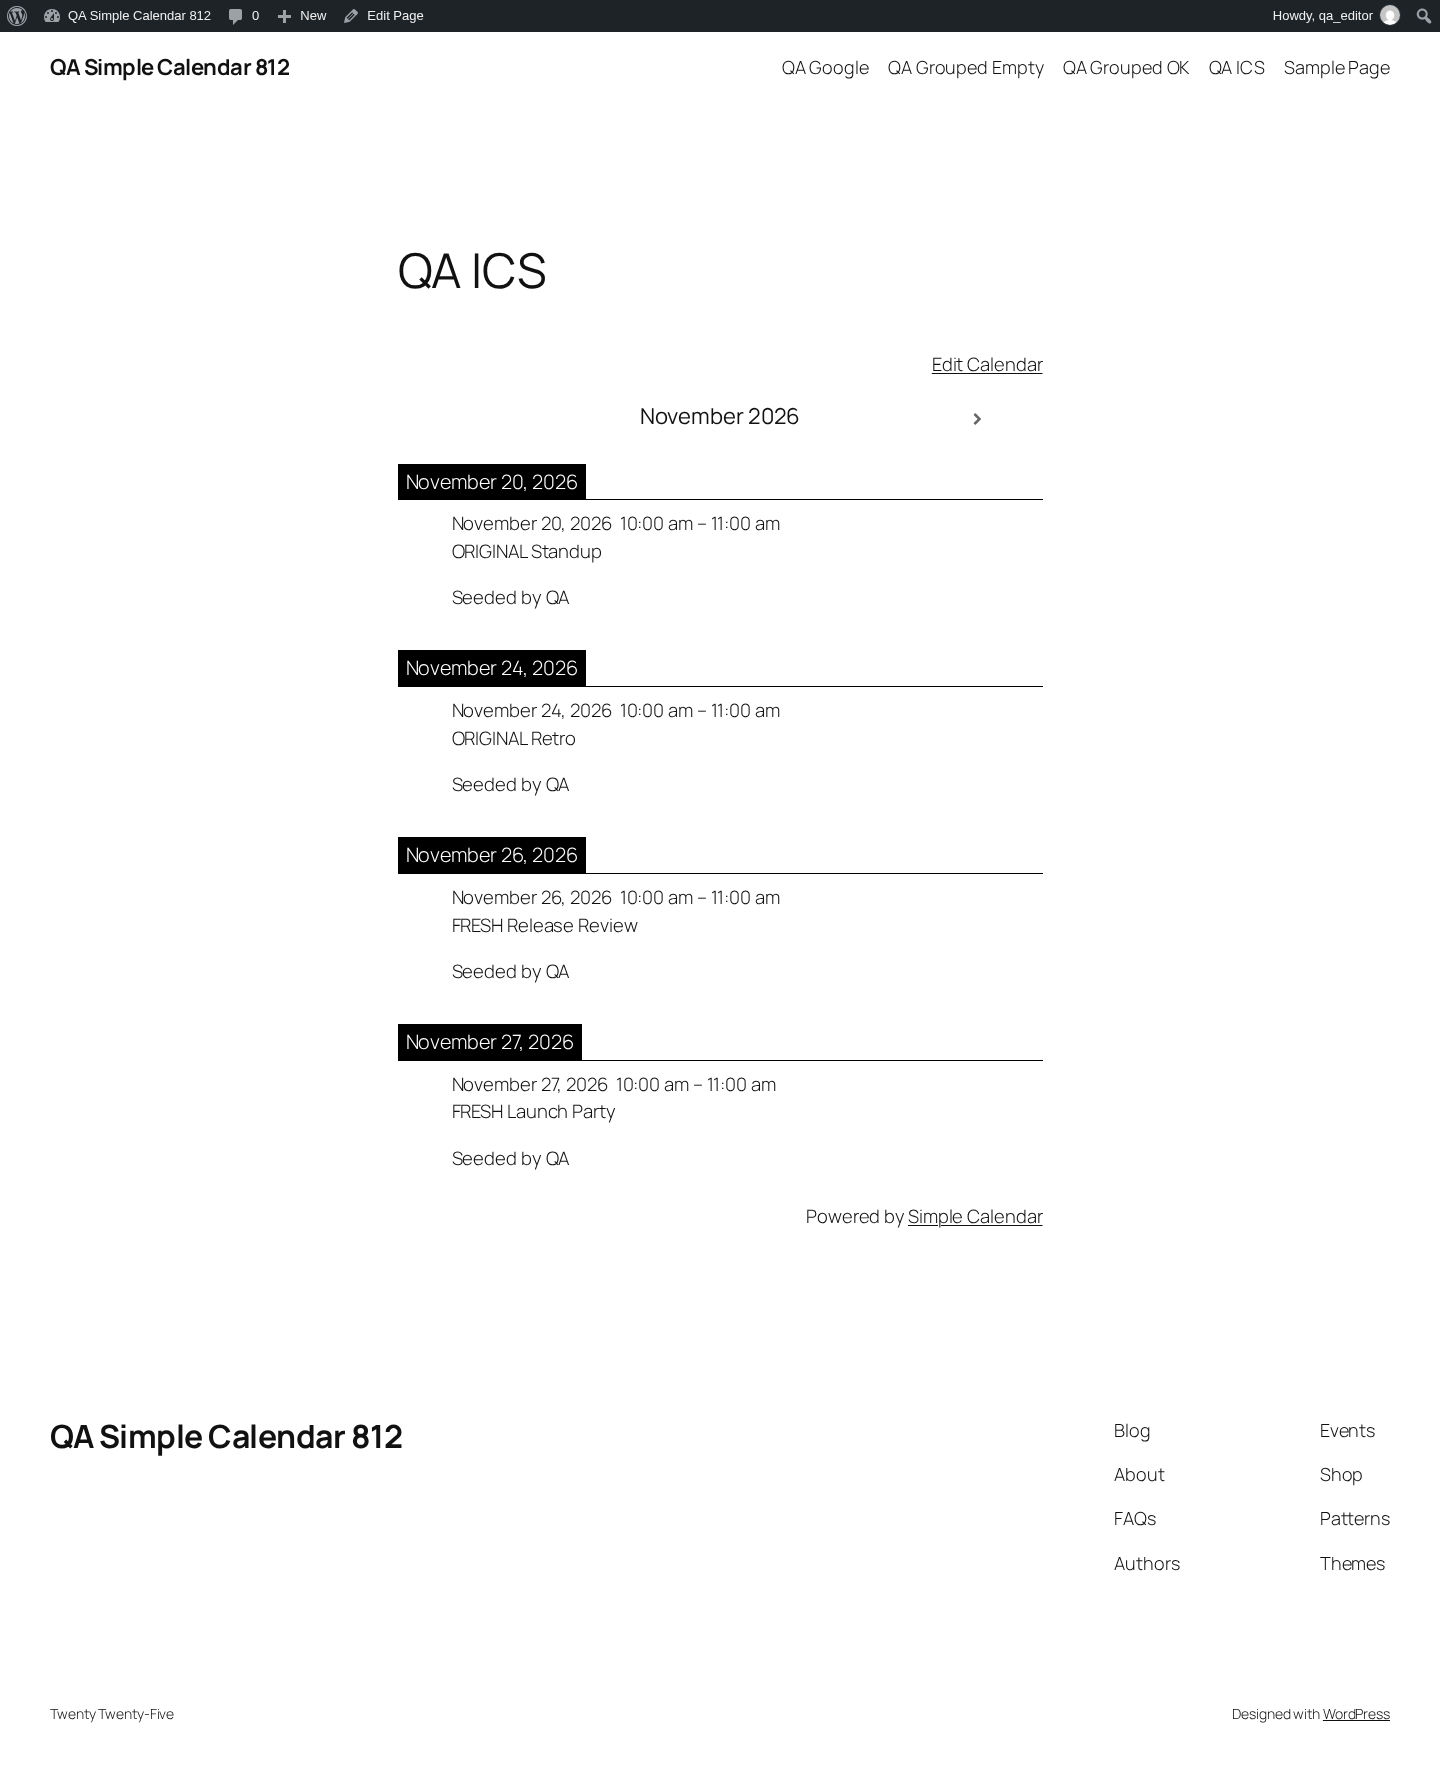 QA Simple Calendar 812 0 New Edit Page Howdy, qa_editor
QA Simple Calendar 812 QA Google QA Grouped Empty QA Grouped OK QA ICS Sample Page
QA ICS
Edit Calendar
November 2026
November 20, 2026
November 20, 2026 10:00 am – 11:00 am
ORIGINAL Standup
Seeded by QA
November 24, 2026
November 24, 2026 10:00 am – 11:00 am
ORIGINAL Retro
Seeded by QA
November 26, 2026
November 26, 2026 10:00 am – 11:00 am
FRESH Release Review
Seeded by QA
November 27, 2026
November 27, 2026 10:00 am – 11:00 am
FRESH Launch Party
Seeded by QA
Powered by Simple Calendar
QA Simple Calendar 812
Blog Events
About Shop
FAQs Patterns
Authors Themes
Twenty Twenty-Five Designed with WordPress